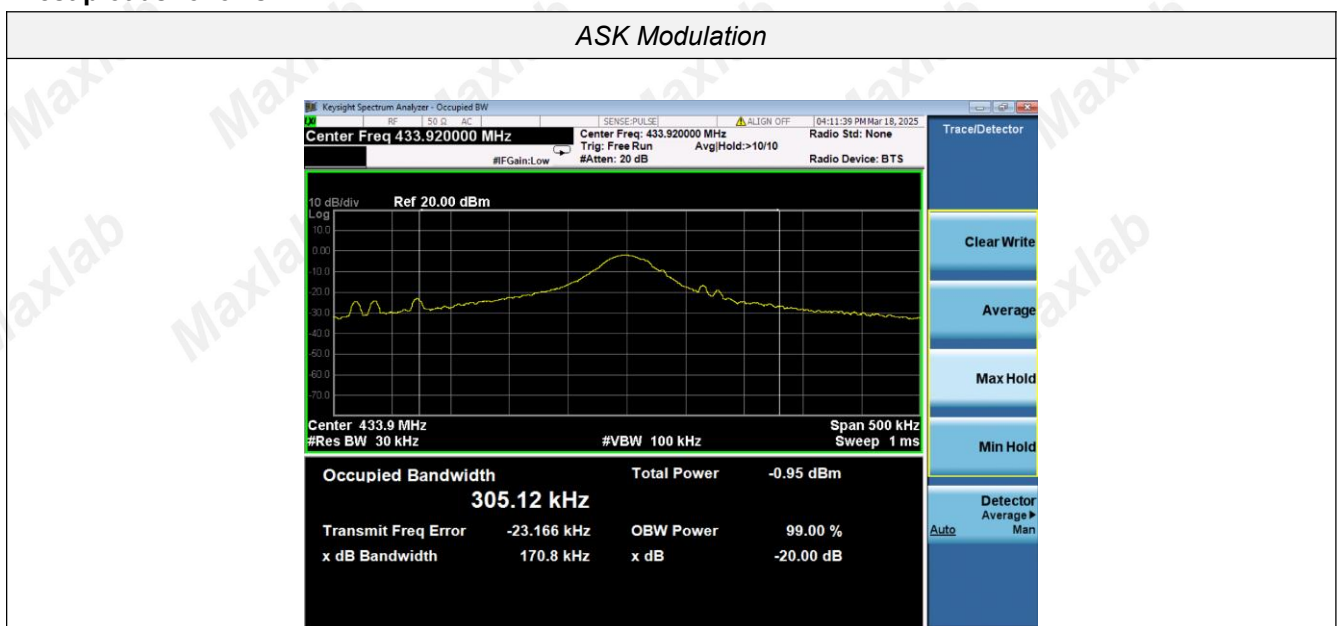 ASK Modulation
Keysight Spectrum Analyzer - Occupied BW
RF 50 Ω AC SENSE:PULSE ALIGN OFF 04:11:39 PM Mar 18, 2025
Center Freq 433.920000 MHz
Center Freq: 433.920000 MHz
Radio Std: None
Trig: Free Run Avg|Hold:>10/10
#IFGain:Low #Atten: 20 dB
Radio Device: BTS
10 dB/div Ref 20.00 dBm
Log
10.0
0.00
-10.0
-20.0
-30.0
-40.0
-50.0
-60.0
-70.0
Center 433.9 MHz Span 500 kHz
#Res BW 30 kHz #VBW 100 kHz Sweep 1 ms
Occupied Bandwidth Total Power -0.95 dBm
305.12 kHz
Transmit Freq Error -23.166 kHz OBW Power 99.00 %
x dB Bandwidth 170.8 kHz x dB -20.00 dB
Trace/Detector
Clear Write
Average
Max Hold
Min Hold
Detector
Average
Auto Man
Maxlab
Maxlab